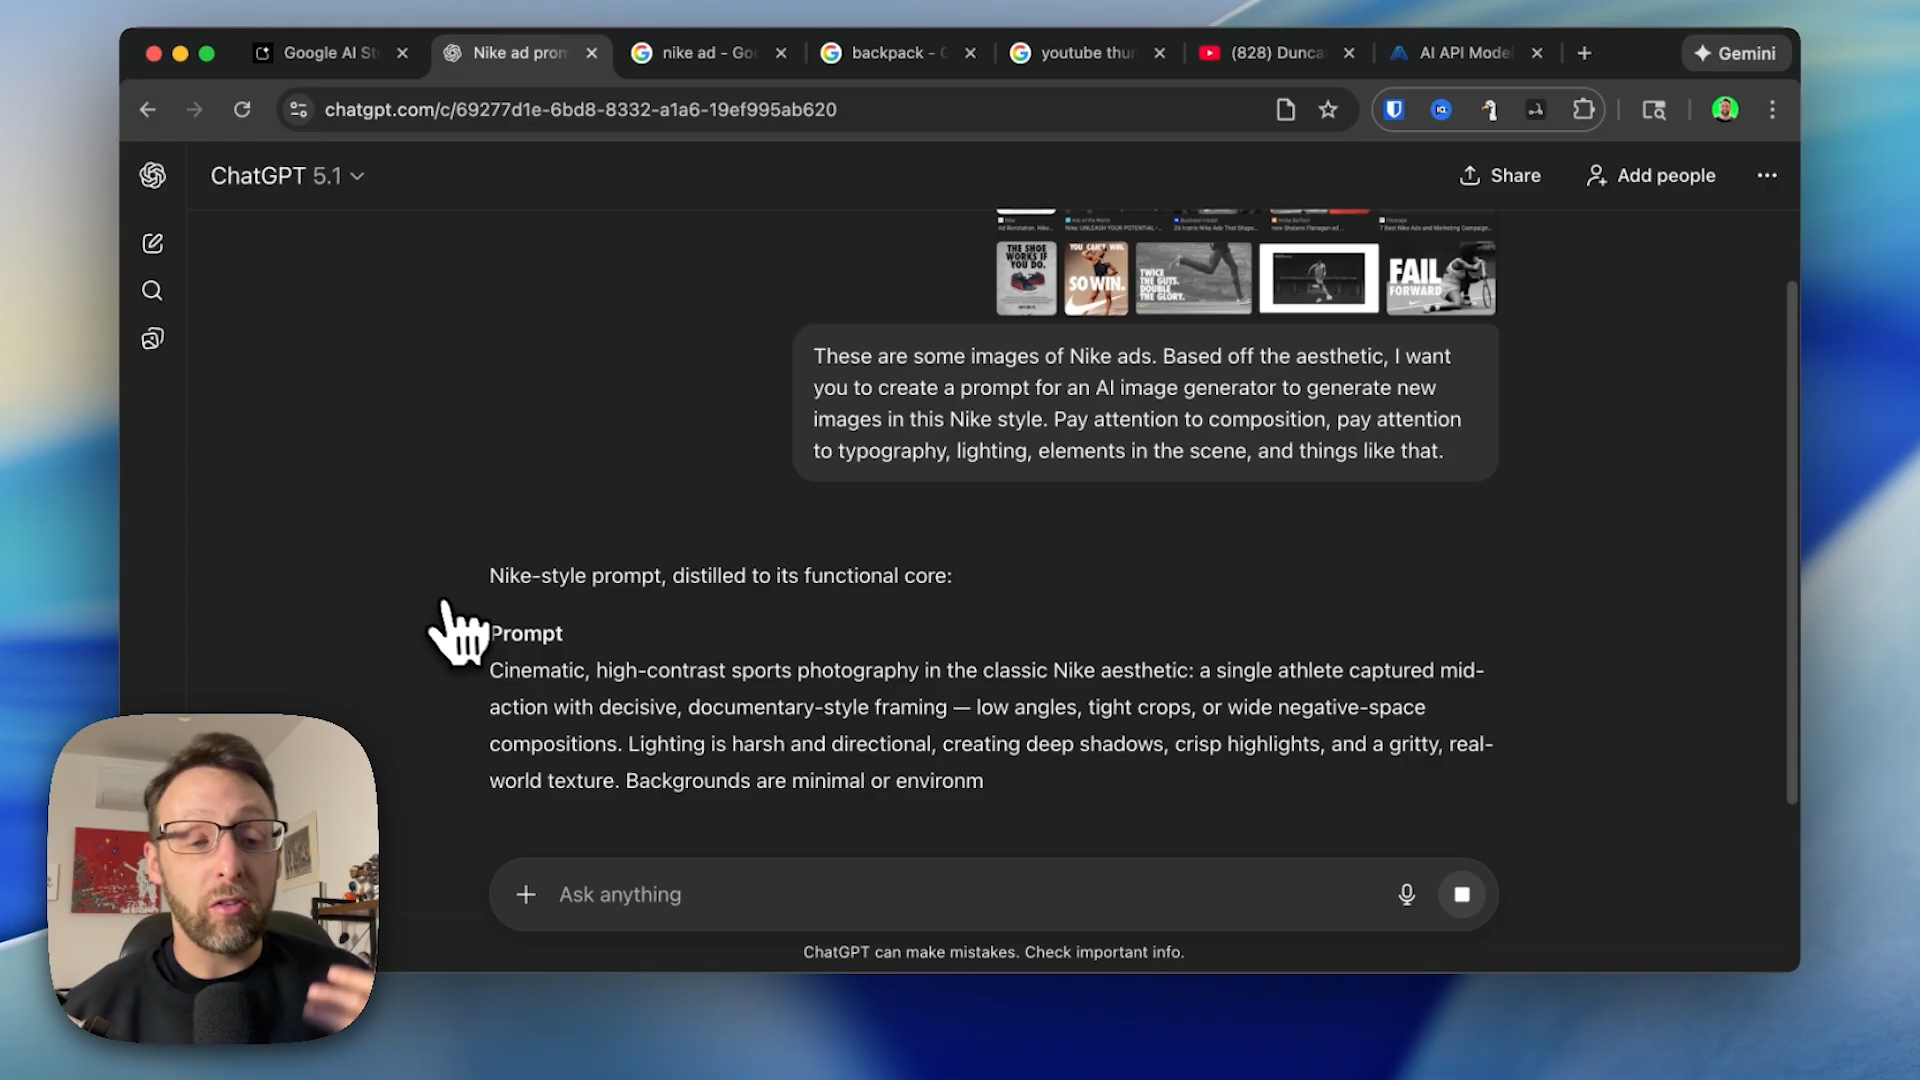 Google AI St
Nike ad prom
nike ad - Goo
backpack - G
youtube thum
(828) Dunca
AI API Model
Gemini
chatgpt.com/c/69277d1e-6bd8-8332-a1a6-19ef995ab620
ChatGPT 5.1
Share
Add people
THE SHOE
WORKS IF
YOU DO.
YOU CAN'T WIN.
SO WIN.
TWICE
THE GUTS.
DOUBLE
THE GLORY.
FAIL
FORWARD
These are some images of Nike ads. Based off the aesthetic, I want
you to create a prompt for an AI image generator to generate new
images in this Nike style. Pay attention to composition, pay attention
to typography, lighting, elements in the scene, and things like that.
Nike-style prompt, distilled to its functional core:
Prompt
Cinematic, high-contrast sports photography in the classic Nike aesthetic: a single athlete captured mid-
action with decisive, documentary-style framing — low angles, tight crops, or wide negative-space
compositions. Lighting is harsh and directional, creating deep shadows, crisp highlights, and a gritty, real-
world texture. Backgrounds are minimal or environm
Ask anything
ChatGPT can make mistakes. Check important info.